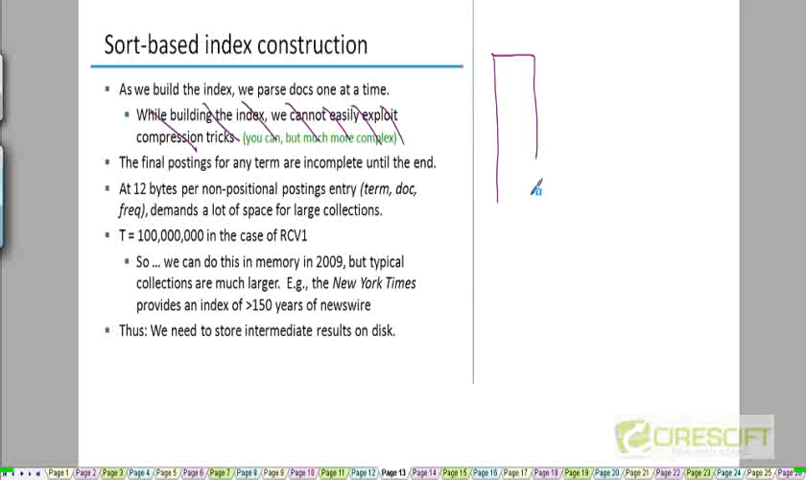 Sort-based index construction
As we build the index, we parse docs one at a time.
While building the index, we cannot easily exploit
compression tricks (you can, but much more complex)
The final postings for any term are incomplete until the end.
At 12 bytes per non-positional postings entry (term, doc,
freq), demands a lot of space for large collections.
T = 100,000,000 in the case of RCV1
So ... we can do this in memory in 2009, but typical
collections are much larger. E.g., the New York Times
provides an index of >150 years of newswire
Thus: We need to store intermediate results on disk.
CIRESCIFT
Page 1 Page 2 Page 3 Page 4 Page 5 Page 6 Page 7 Page 8 Page 9 Page 10 Page 11 Page 12 Page 13 Page 14 Page 15 Page 16 Page 17 Page 18 Page 19 Page 20 Page 21 Page 22 Page 23 Page 24 Page 25